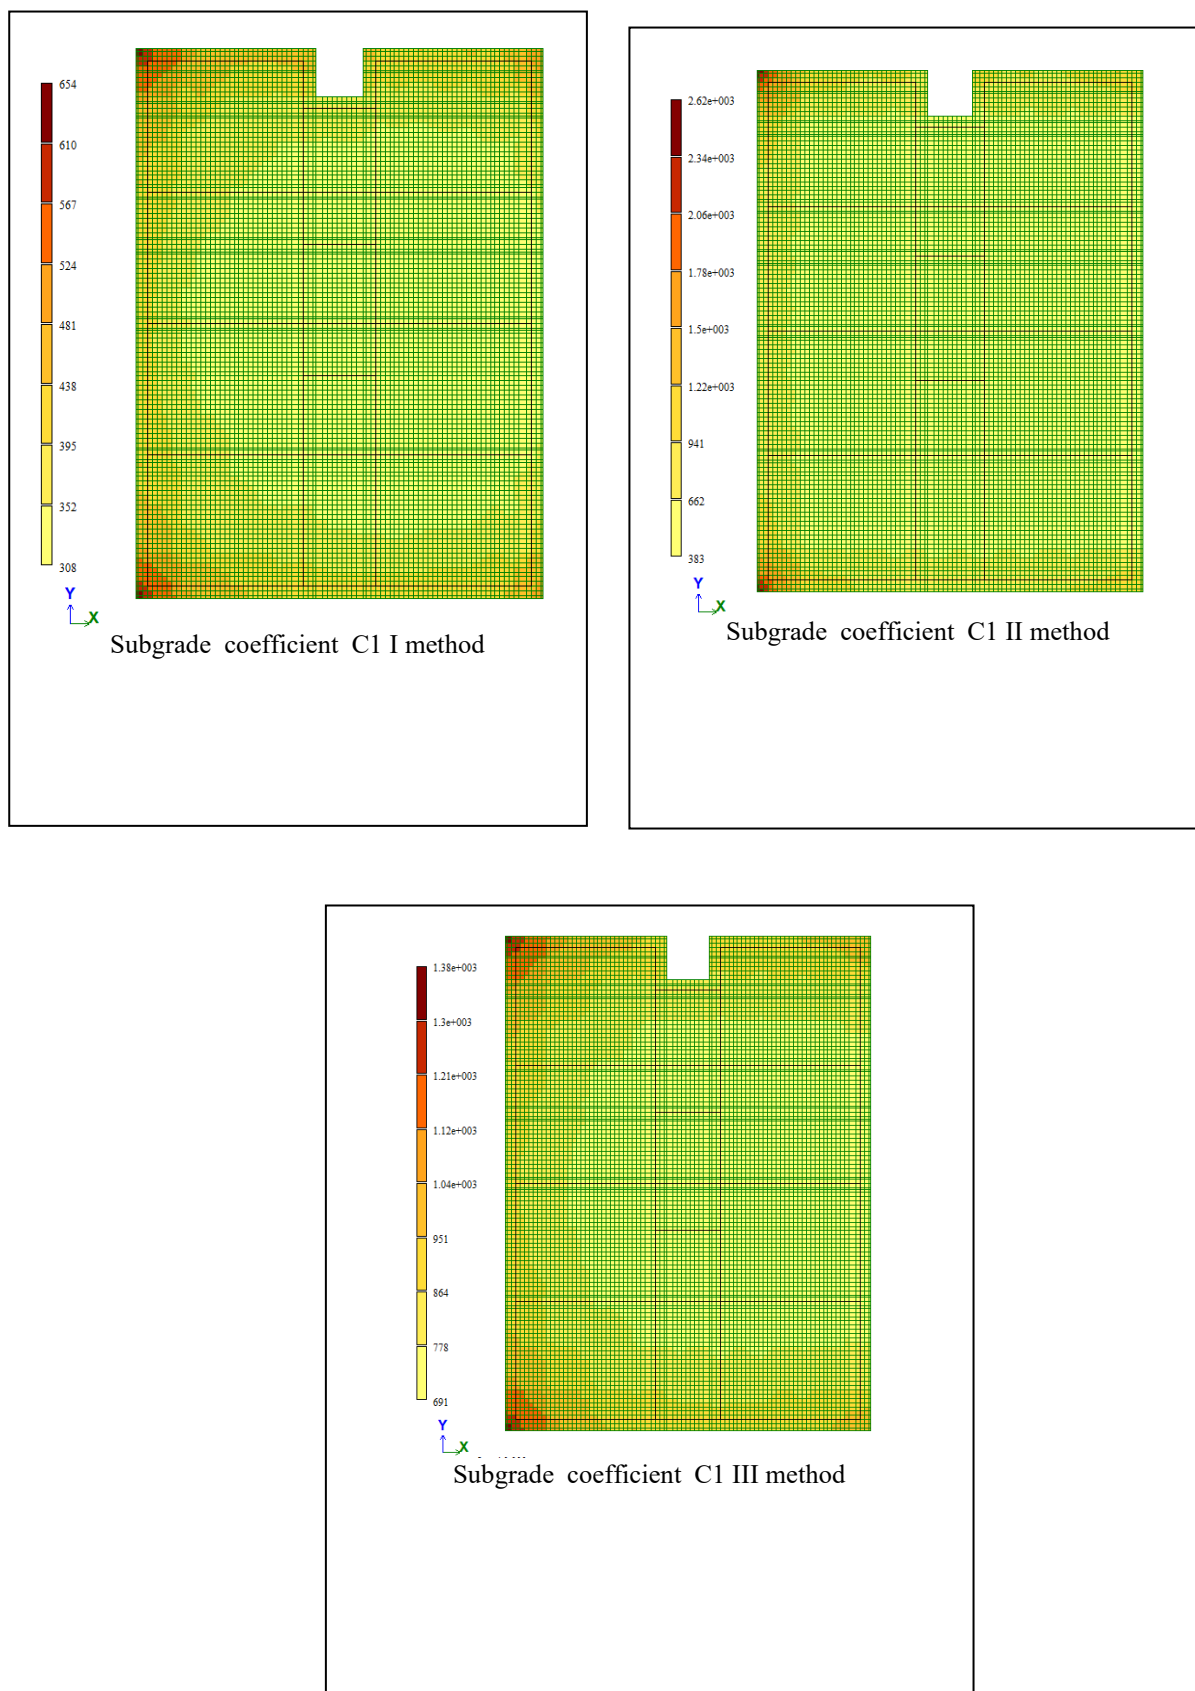 654
610
567
524
481
438
395
352
308
Y
X
Subgrade coefficient C1 I method
2.62e+003
2.34e+003
2.06e+003
1.78e+003
1.5e+003
1.22e+003
941
662
383
Y
X
Subgrade coefficient C1 II method
1.38e+003
1.3e+003
1.21e+003
1.12e+003
1.04e+003
951
864
778
691
Y
X
Subgrade coefficient C1 III method